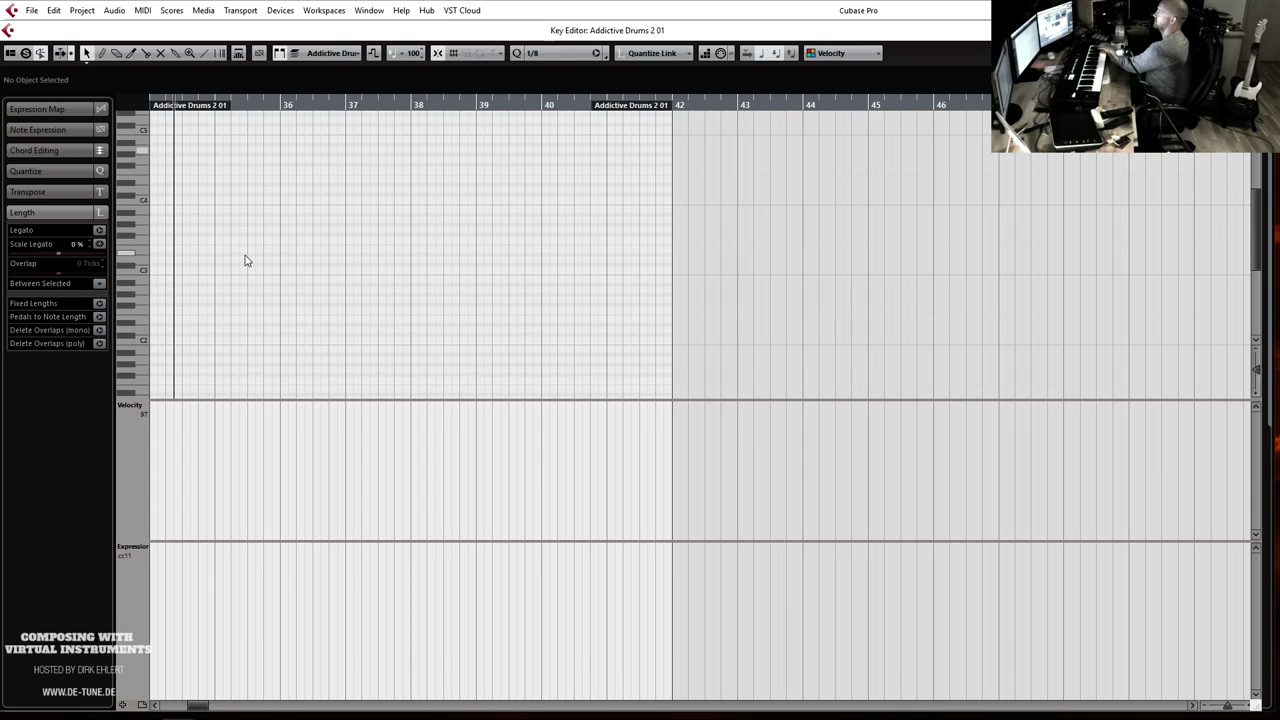 File Edit Project Audio MIDI Scores Media Transport Devices Workspaces Window Help Hub VST Cloud Cubase Pro
Key Editor: Addictive Drums 2 01
Addictive Dru 100 Q 1/8 Quantize Link Velocity
No Object Selected
Addictive Drums 2 01 36 37 38 39 40 Addictive Drums 2 01 42 43 44 45 46
Expression Map
Note Expression
Chord Editing
Quantize Q
Transpose T
Length L
Legato
Scale Legato 0 %
Overlap 0 Ticks
Between Selected
Fixed Lengths
Pedals to Note Length
Delete Overlaps (mono)
Delete Overlaps (poly)
C5
C4
C3
C2
Velocity
97
Expression
cc11
COMPOSING WITH
VIRTUAL INSTRUMENTS
HOSTED BY DIRK EHLERT
WWW.DE-TUNE.DE